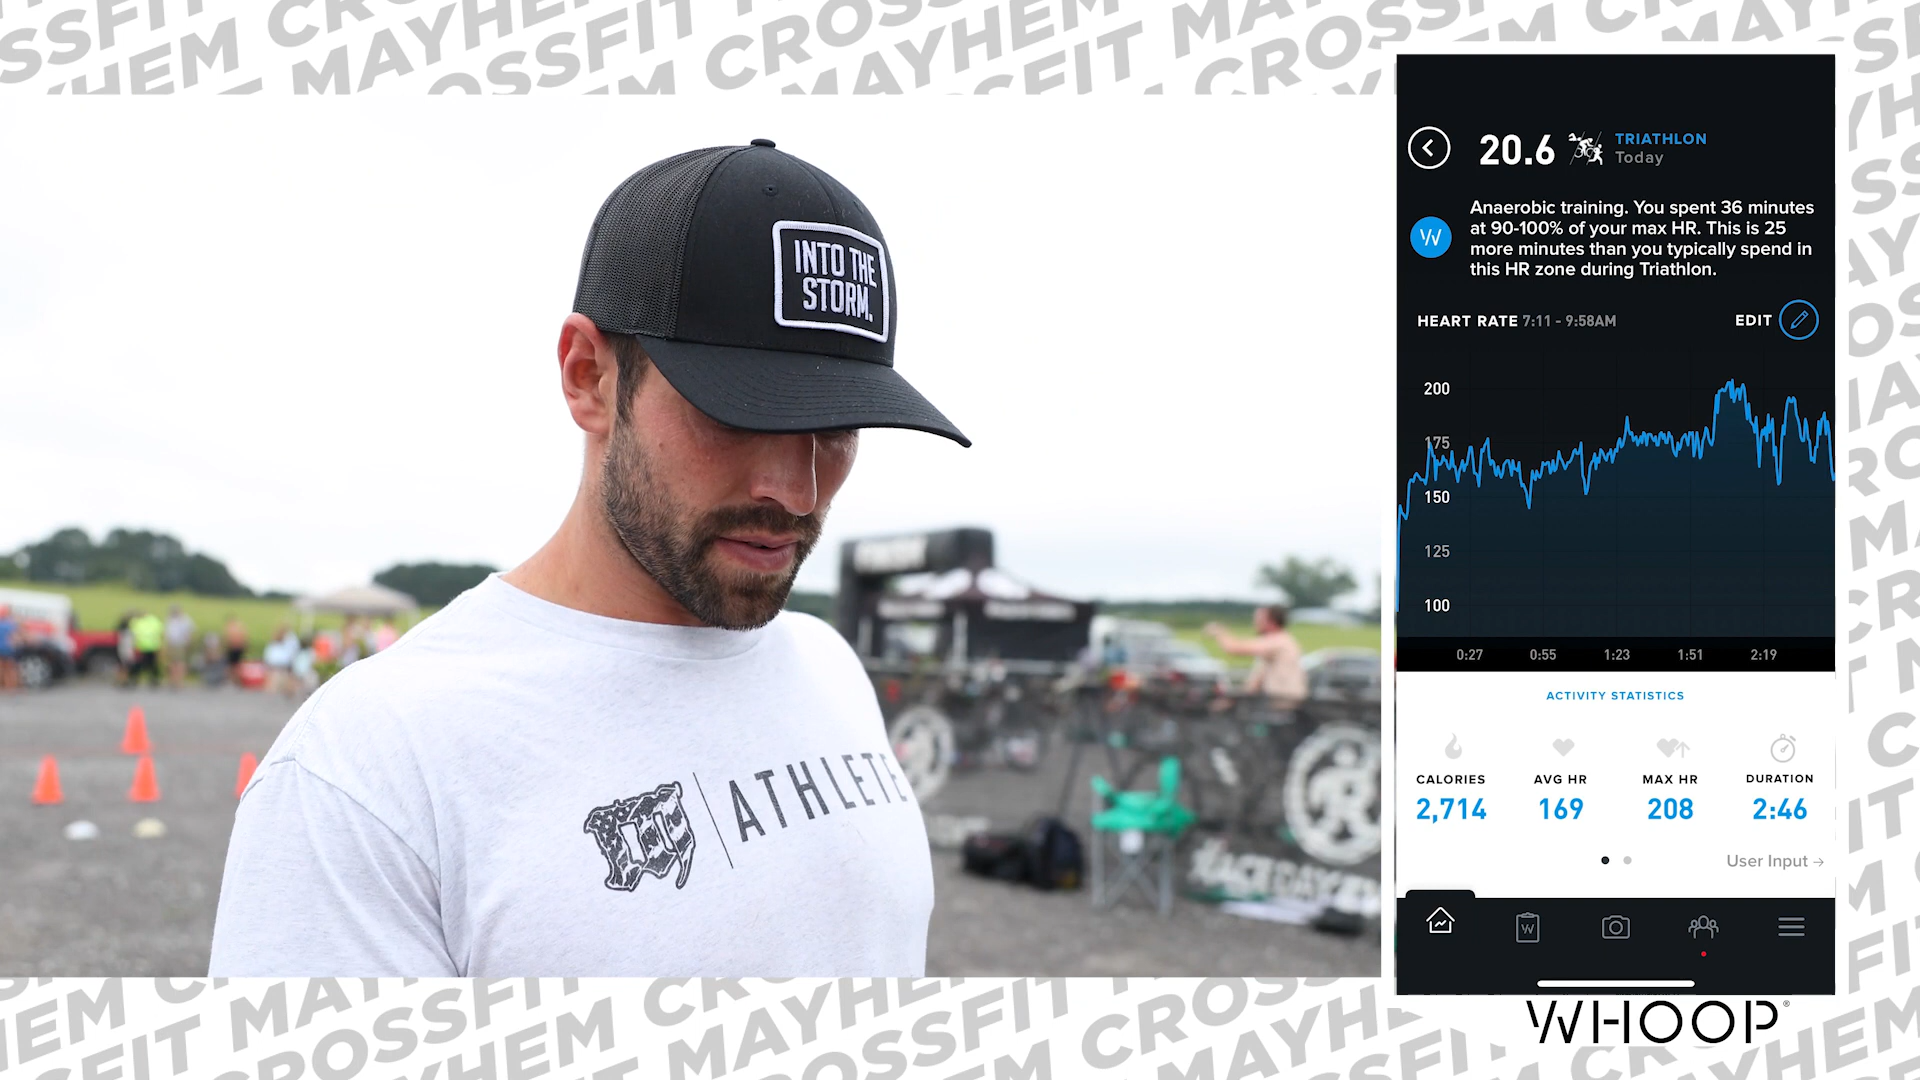 CROSSFIT MAYHEM
INTO THE
STORM.
ATHLETE
20.6
TRIATHLON
Today
W
Anaerobic training. You spent 36 minutes
at 90-100% of your max HR. This is 25
more minutes than you typically spend in
this HR zone during Triathlon.
HEART RATE 7:11 - 9:58AM
EDIT
200
175
150
125
100
0:27 0:55 1:23 1:51 2:19
ACTIVITY STATISTICS
CALORIES AVG HR MAX HR DURATION
2,714 169 208 2:46
User Input →
W
WHOOP®